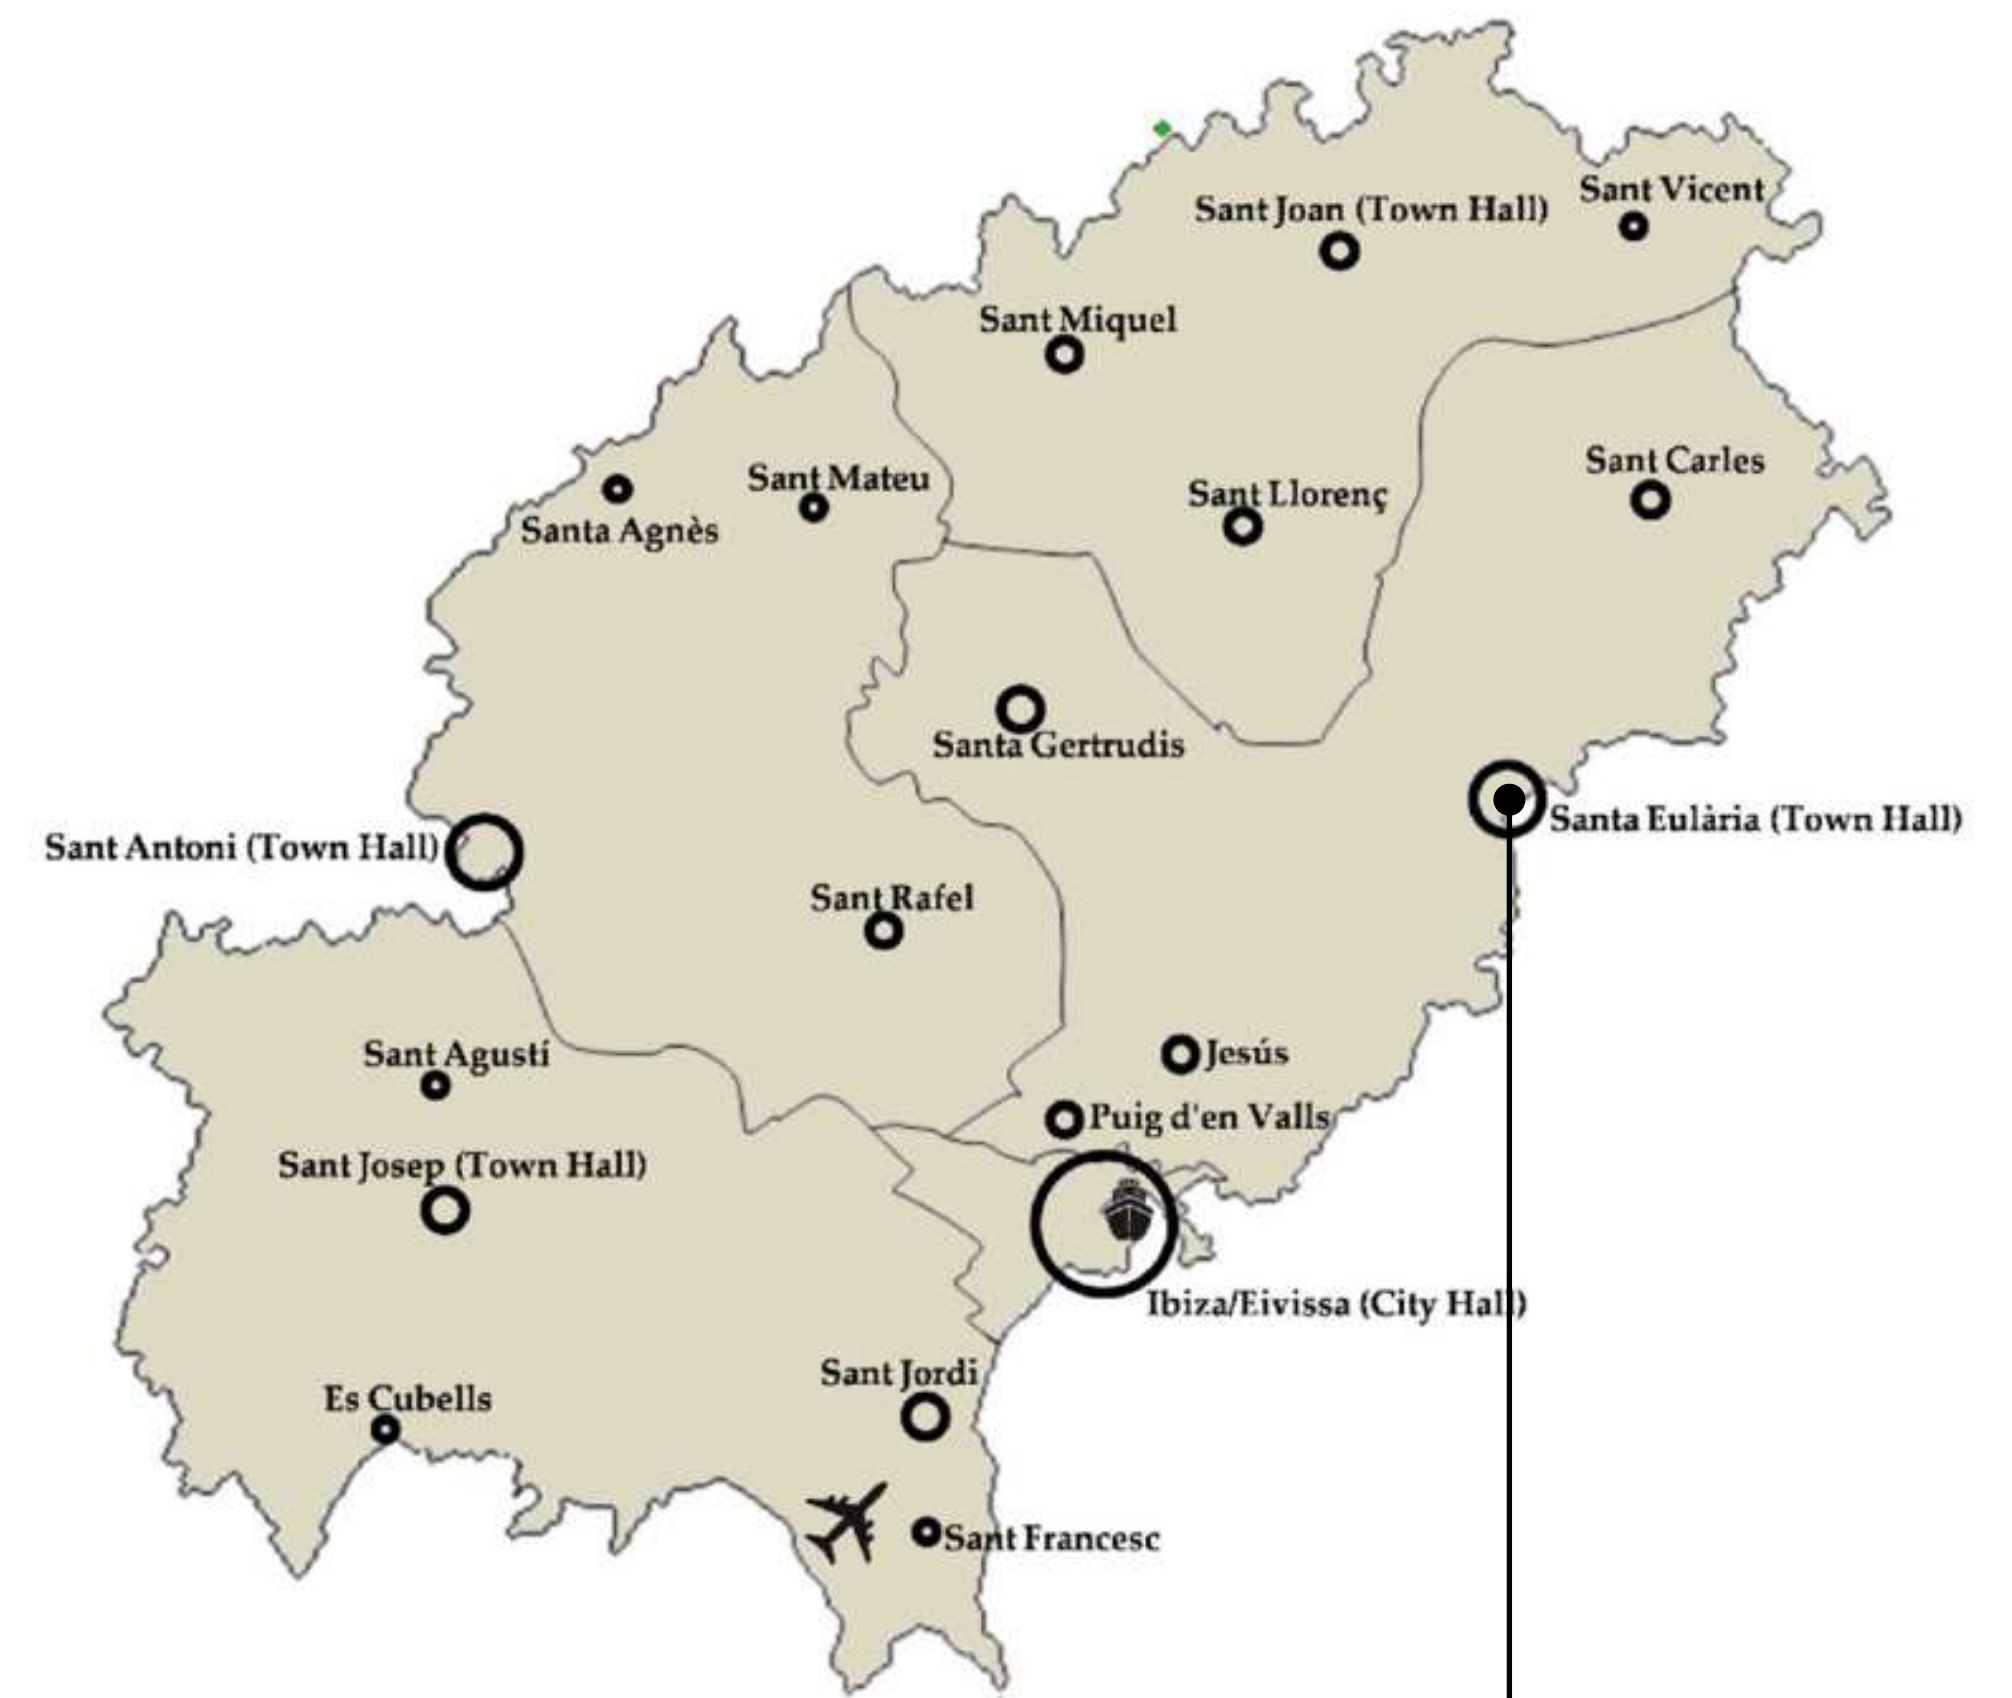 Sant Vicent
Sant Joan (Town Hall)
Sant Miquel
Sant Carles
Sant Mateu
Sant Llorenç
Santa Agnès
Santa Gertrudis
Santa Eulària (Town Hall)
Sant Antoni (Town Hall)
Sant Rafel
Sant Agustí
Jesús
Puig d'en Valls
Sant Josep (Town Hall)
Ibiza/Eivissa (City Hall)
Sant Jordi
Es Cubells
Sant Francesc